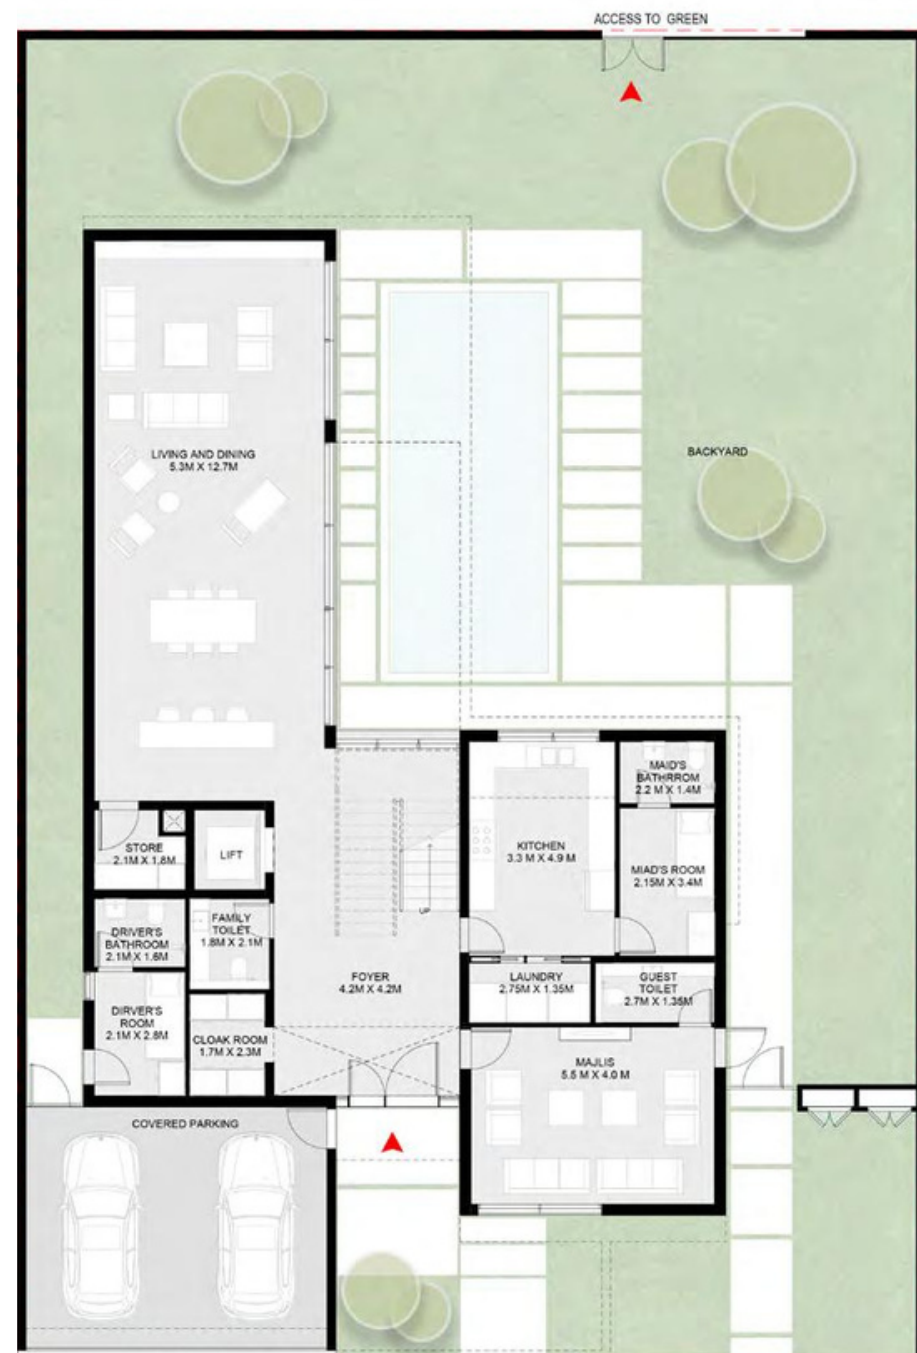 ACCESS TO GREEN
BACKYARD
LIVING AND DINING
5.3M X 12.7M
STORE
2.1M X 1.8M
LIFT
KITCHEN
3.3 M X 4.9 M
MAID'S
BATHRROM
2.2 M X 1.4M
MIAD'S ROOM
2.15M X 3.4M
UP
DRIVER'S
BATHROOM
2.1M X 1.6M
FAMILY
TOILET
1.8M X 2.1M
FOYER
4.2M X 4.2M
LAUNDRY
2.75M X 1.35M
GUEST
TOILET
2.7M X 1.35M
DIRVER'S
ROOM
2.1M X 2.8M
CLOAK ROOM
1.7M X 2.3M
MAJLIS
5.5 M X 4.0 M
COVERED PARKING